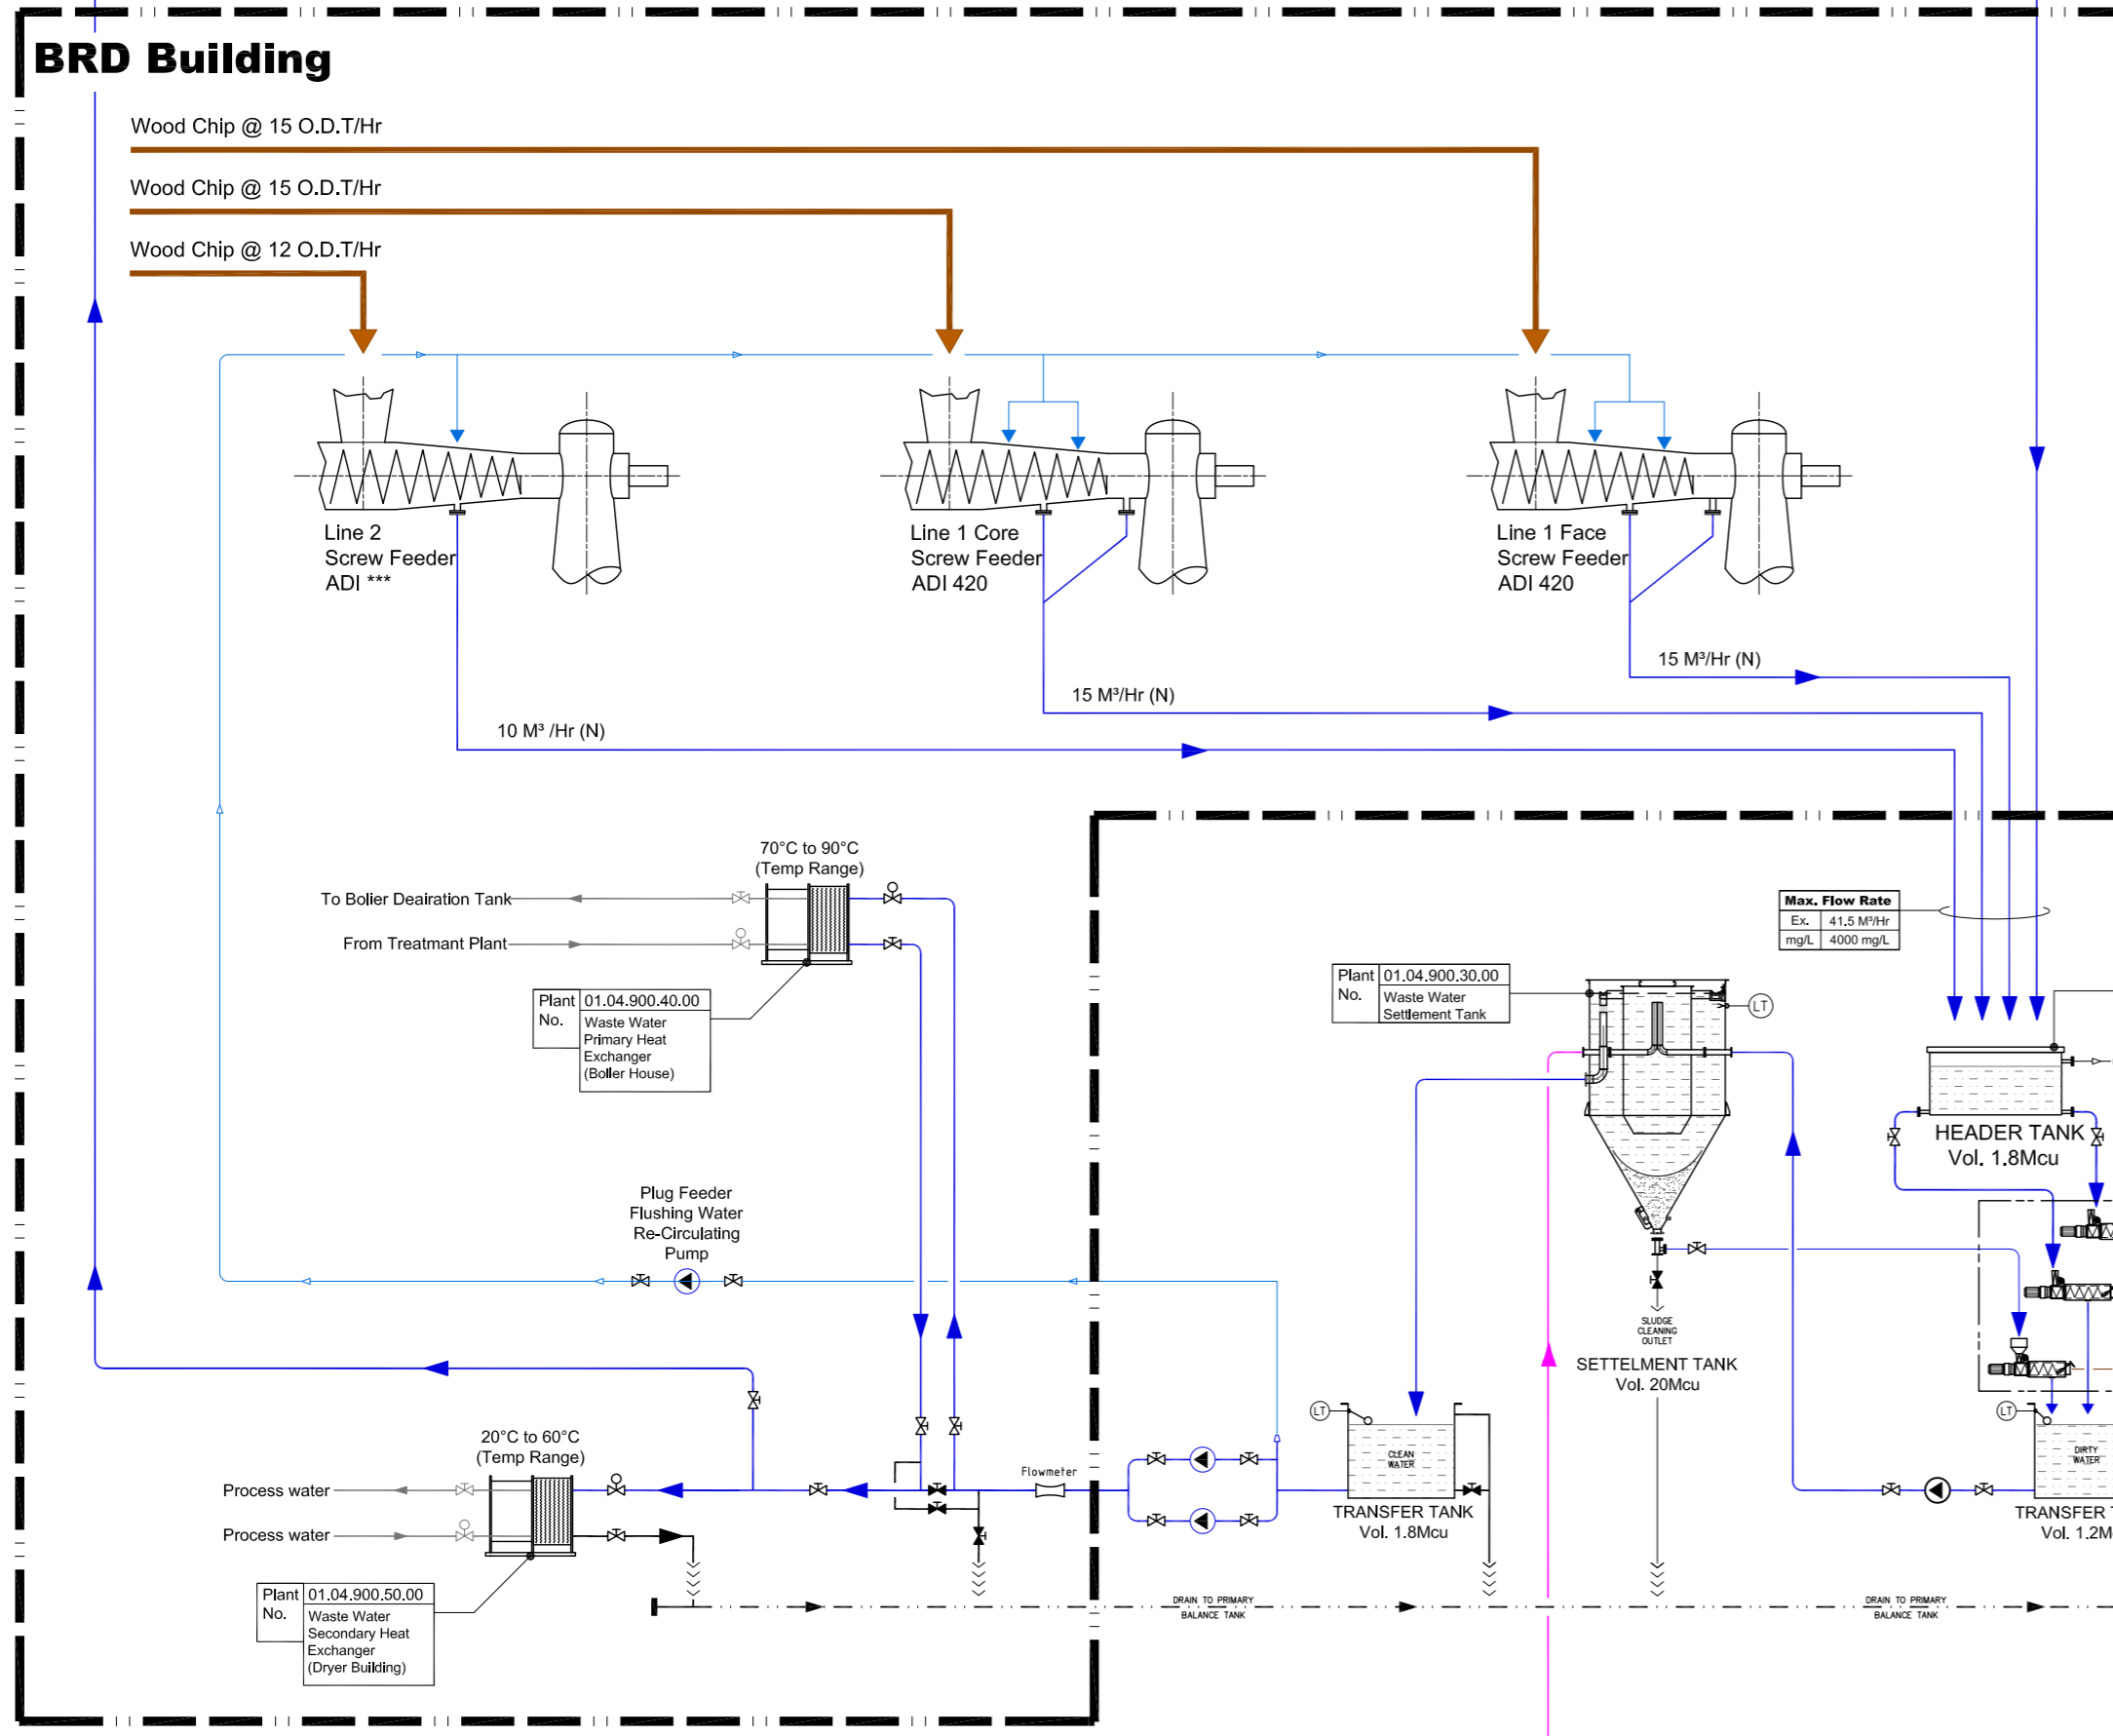 BRD Building
Wood Chip @ 15 O.D.T/Hr
Wood Chip @ 15 O.D.T/Hr
Wood Chip @ 12 O.D.T/Hr
Line 2
Screw Feeder
ADI ***
Line 1 Core
Screw Feeder
ADI 420
Line 1 Face
Screw Feeder
ADI 420
15 M³/Hr (N)
15 M³/Hr (N)
10 M³ /Hr (N)
70°C to 90°C
(Temp Range)
To Bolier Deairation Tank
From Treatmant Plant
Plant No. 01.04.900.40.00
Waste Water
Primary Heat
Exchanger
(Boiler House)
Max. Flow Rate
Ex. 41.5 M³/Hr
mg/L 4000 mg/L
Plant No. 01.04.900.30.00
Waste Water
Settlement Tank
LT
HEADER TANK
Vol. 1.8Mcu
Plug Feeder
Flushing Water
Re-Circulating
Pump
SLUDGE
CLEANING
OUTLET
SETTELMENT TANK
Vol. 20Mcu
20°C to 60°C
(Temp Range)
Process water
Process water
Flowmeter
LT
CLEAN
WATER
TRANSFER TANK
Vol. 1.8Mcu
LT
DIRTY
WATER
TRANSFER T
Vol. 1.2M
Plant No. 01.04.900.50.00
Waste Water
Secondary Heat
Exchanger
(Dryer Building)
DRAIN TO PRIMARY
BALANCE TANK
DRAIN TO PRIMARY
BALANCE TANK